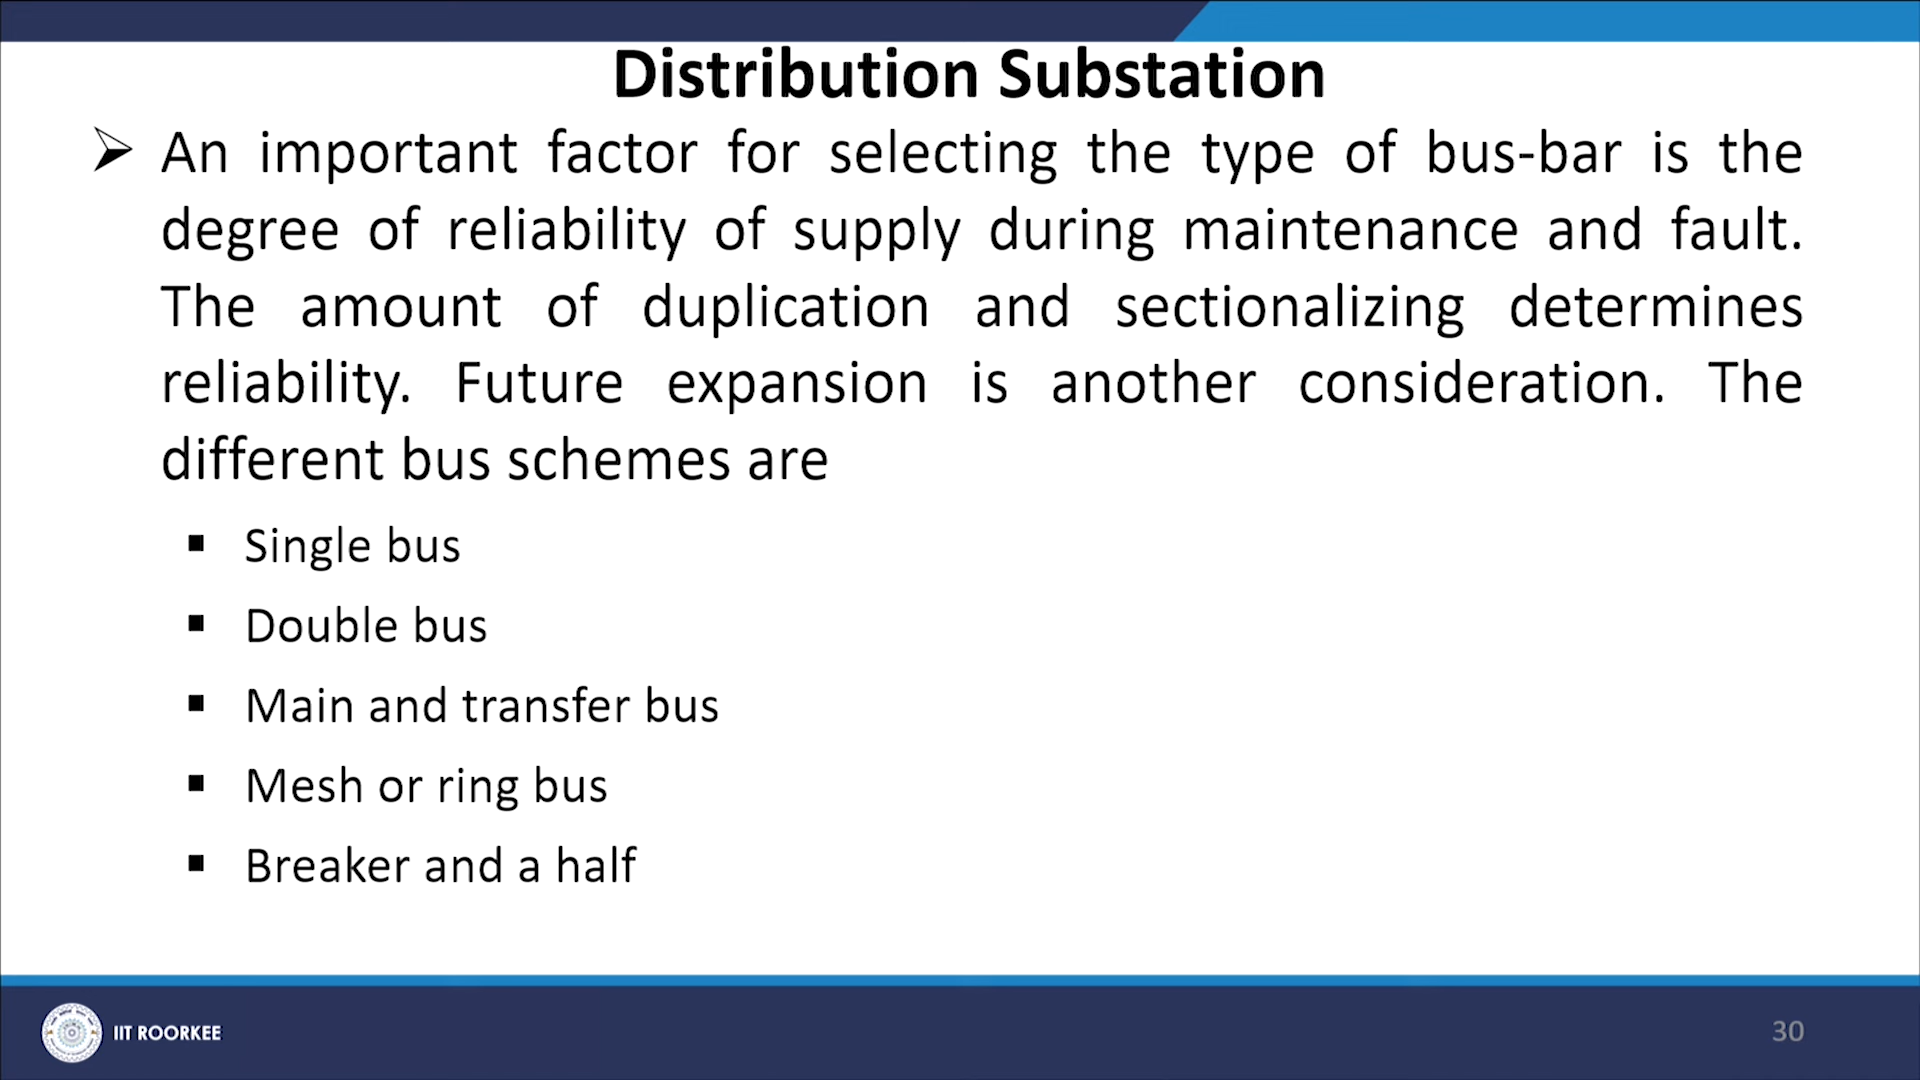 Distribution Substation
➢ An important factor for selecting the type of bus-bar is the
degree of reliability of supply during maintenance and fault.
The amount of duplication and sectionalizing determines
reliability. Future expansion is another consideration. The
different bus schemes are
▪ Single bus
▪ Double bus
▪ Main and transfer bus
▪ Mesh or ring bus
▪ Breaker and a half
IIT ROORKEE
30